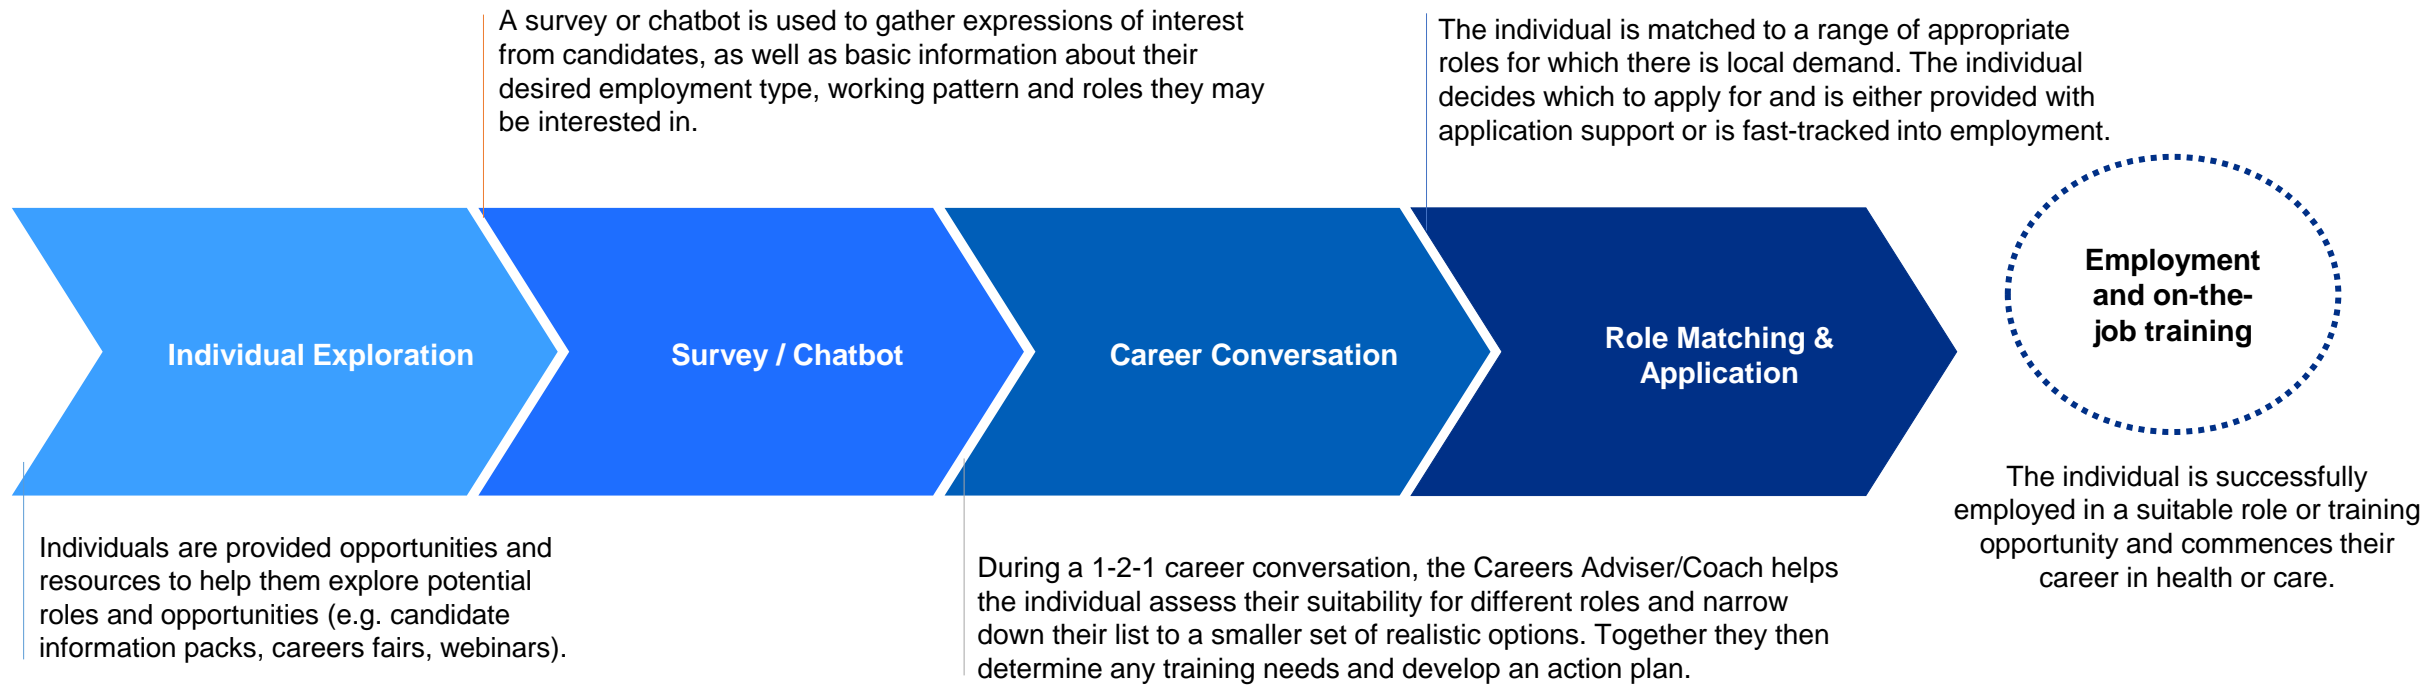 A survey or chatbot is used to gather expressions of interest
from candidates, as well as basic information about their
desired employment type, working pattern and roles they may
be interested in.
The individual is matched to a range of appropriate
roles for which there is local demand. The individual
decides which to apply for and is either provided with
application support or is fast-tracked into employment.
Individual Exploration
Survey / Chatbot
Career Conversation
Role Matching &
Application
Employment
and on-the-
job training
Individuals are provided opportunities and
resources to help them explore potential
roles and opportunities (e.g. candidate
information packs, careers fairs, webinars).
During a 1-2-1 career conversation, the Careers Adviser/Coach helps
the individual assess their suitability for different roles and narrow
down their list to a smaller set of realistic options. Together they then
determine any training needs and develop an action plan.
The individual is successfully
employed in a suitable role or training
opportunity and commences their
career in health or care.